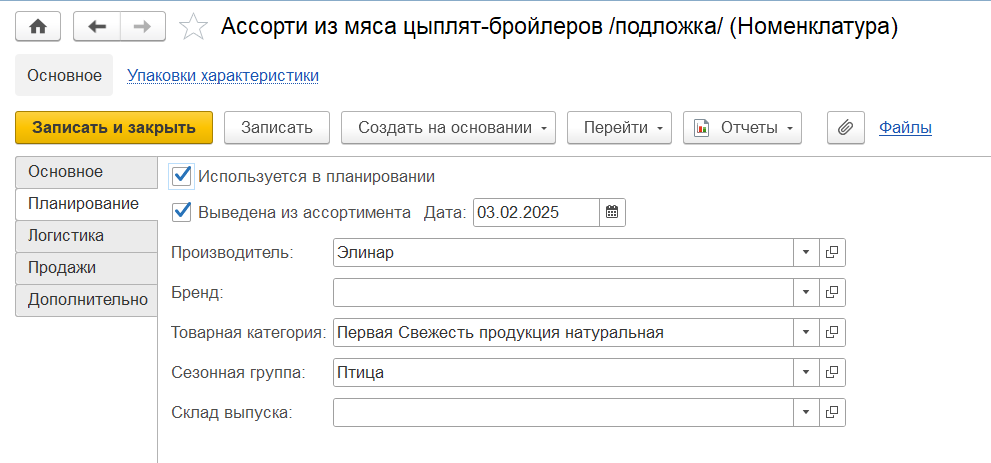 Ассорти из мяса цыплят-бройлеров /подложка/ (Номенклатура)
Основное Упаковки характеристики
Записать и закрыть Записать Создать на основании Перейти Отчеты Файлы
Основное
Планирование
Логистика
Продажи
Дополнительно
Используется в планировании
Выведена из ассортимента Дата: 03.02.2025
Производитель: Элинар
Бренд:
Товарная категория: Первая Свежесть продукция натуральная
Сезонная группа: Птица
Склад выпуска: